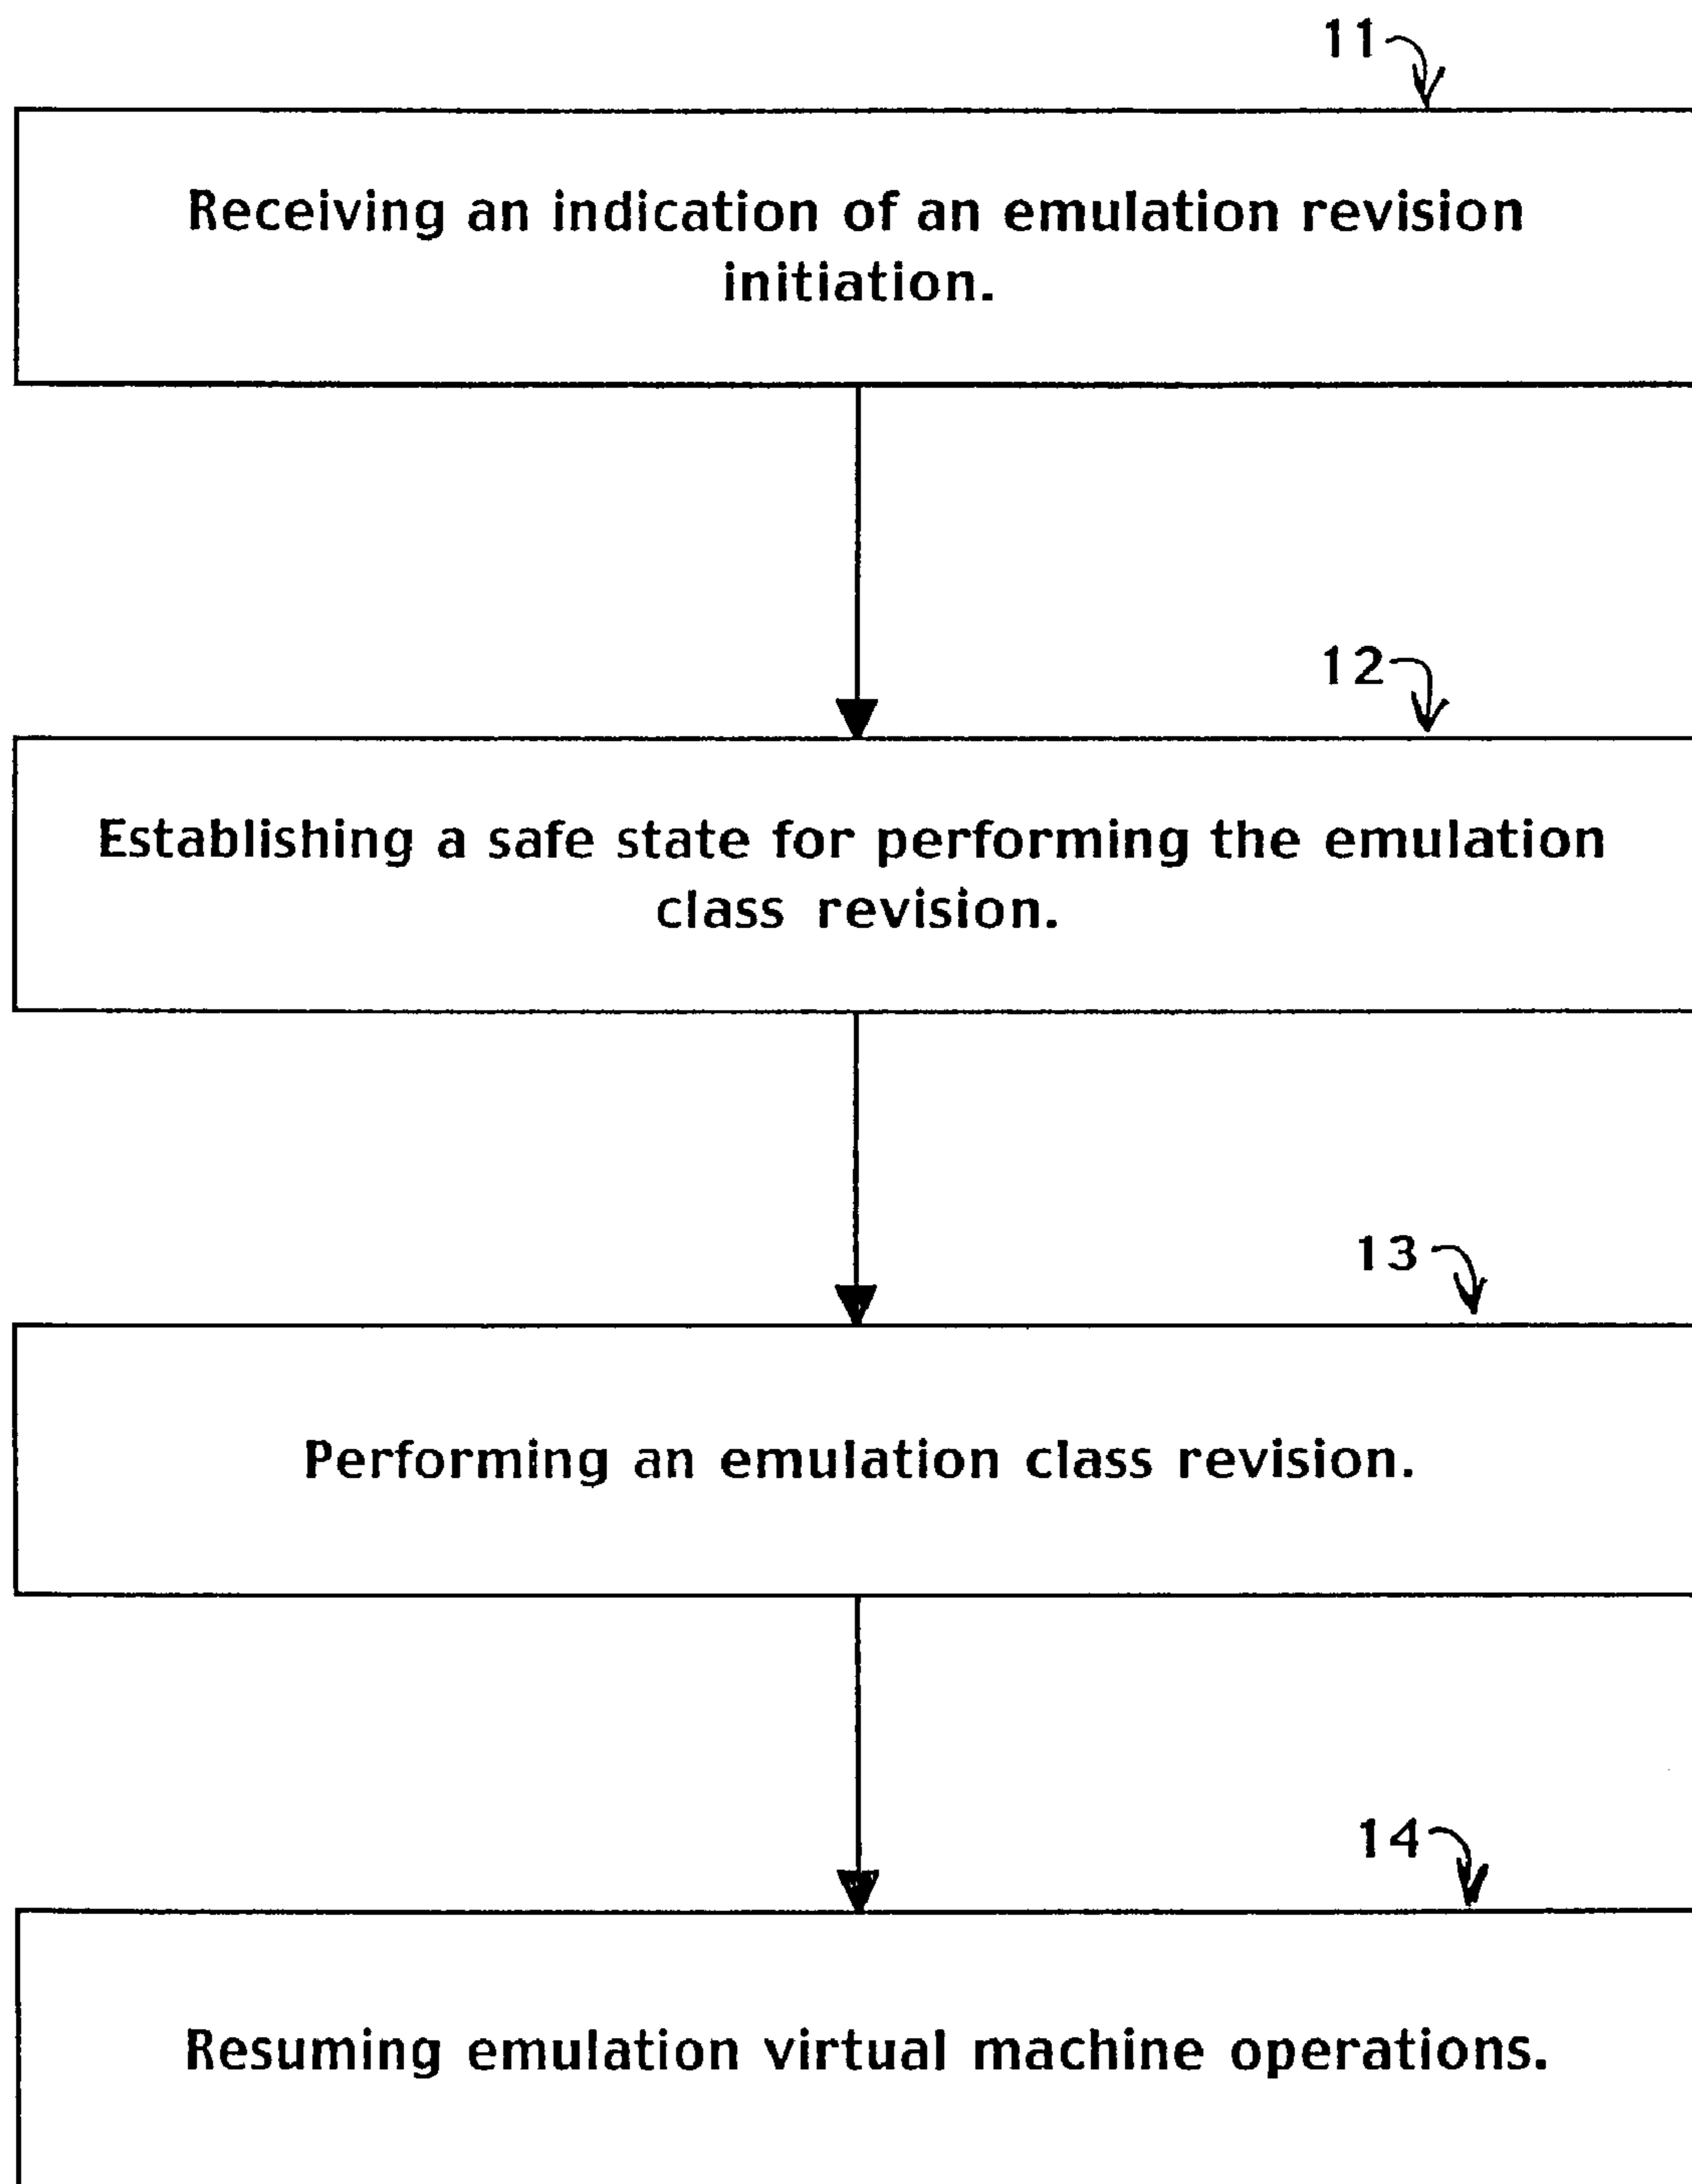 11
Receiving an indication of an emulation revision
initiation.
12
Establishing a safe state for performing the emulation
class revision.
13
Performing an emulation class revision.
14
Resuming emulation virtual machine operations.